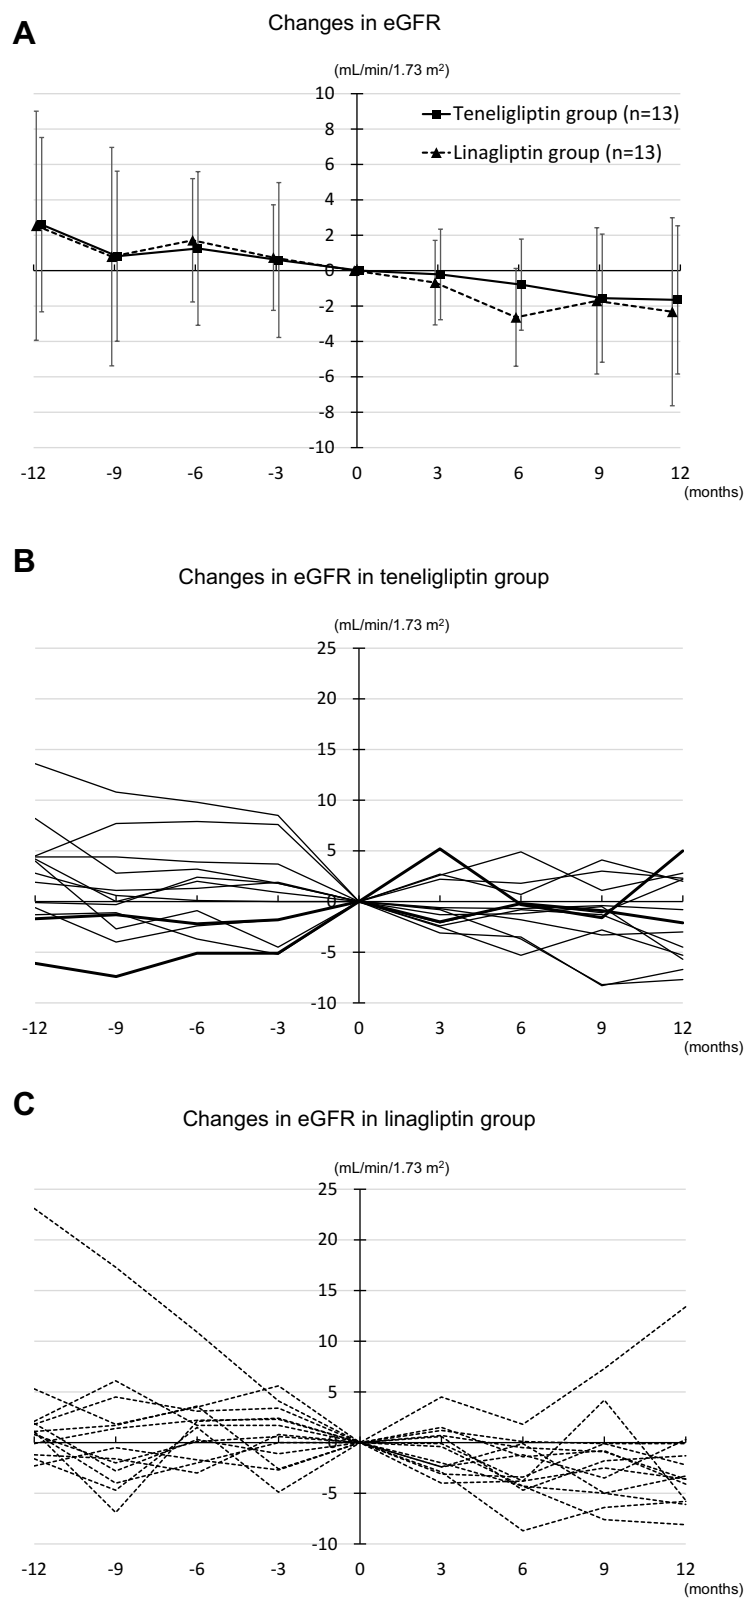 A
Changes in eGFR
(mL/min/1.73 m²)
10
8
6
4
2
0
-2
-4
-6
-8
-10
Teneligliptin group (n=13)
Linagliptin group (n=13)
-12 -9 -6 -3 0 3 6 9 12
(months)
B
Changes in eGFR in teneligliptin group
(mL/min/1.73 m²)
25
20
15
10
5
0
-5
-10
-12 -9 -6 -3 0 3 6 9 12
(months)
C
Changes in eGFR in linagliptin group
(mL/min/1.73 m²)
25
20
15
10
5
0
-5
-10
-12 -9 -6 -3 0 3 6 9 12
(months)